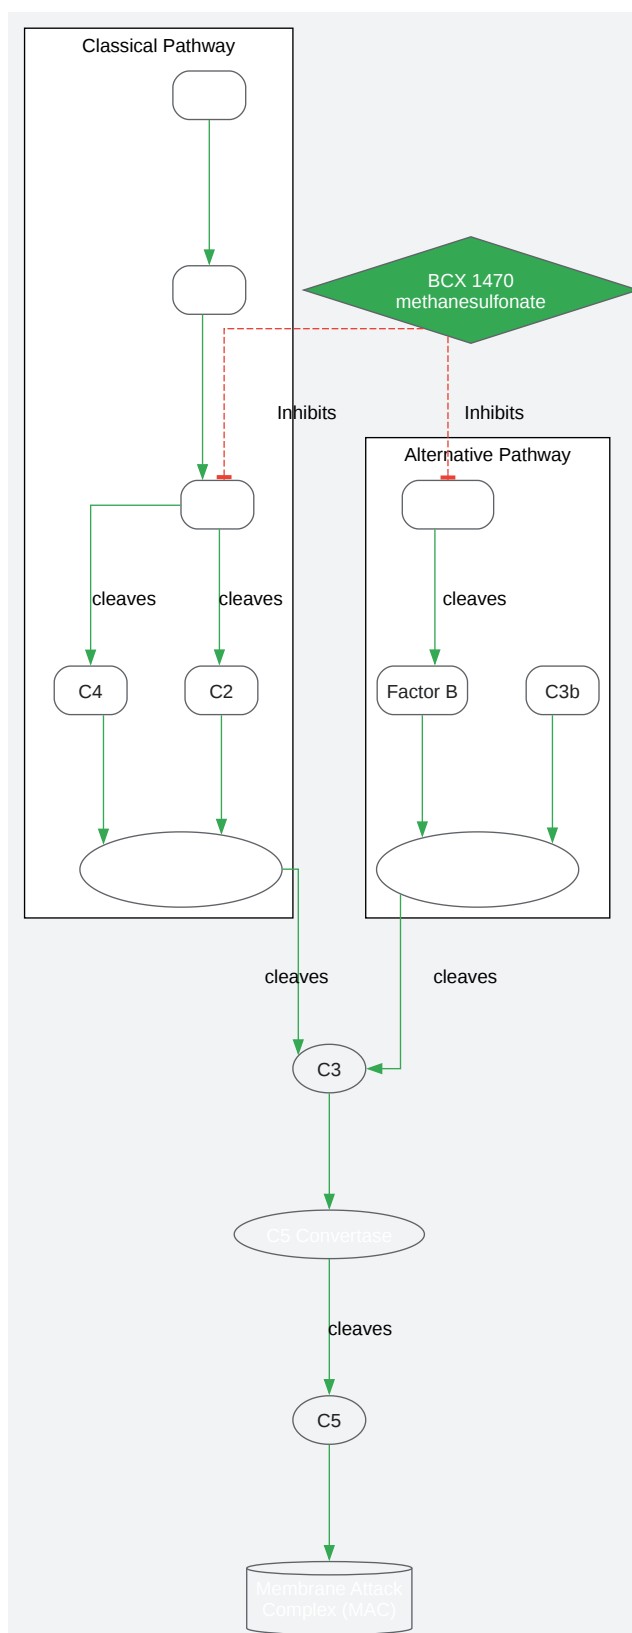 Classical Pathway
BCX 1470
methanesulfonate
Inhibits
Inhibits
Alternative Pathway
cleaves
cleaves
cleaves
C4
C2
Factor B
C3b
cleaves
cleaves
C3
C5 Convertase
cleaves
C5
Membrane Attack
Complex (MAC)